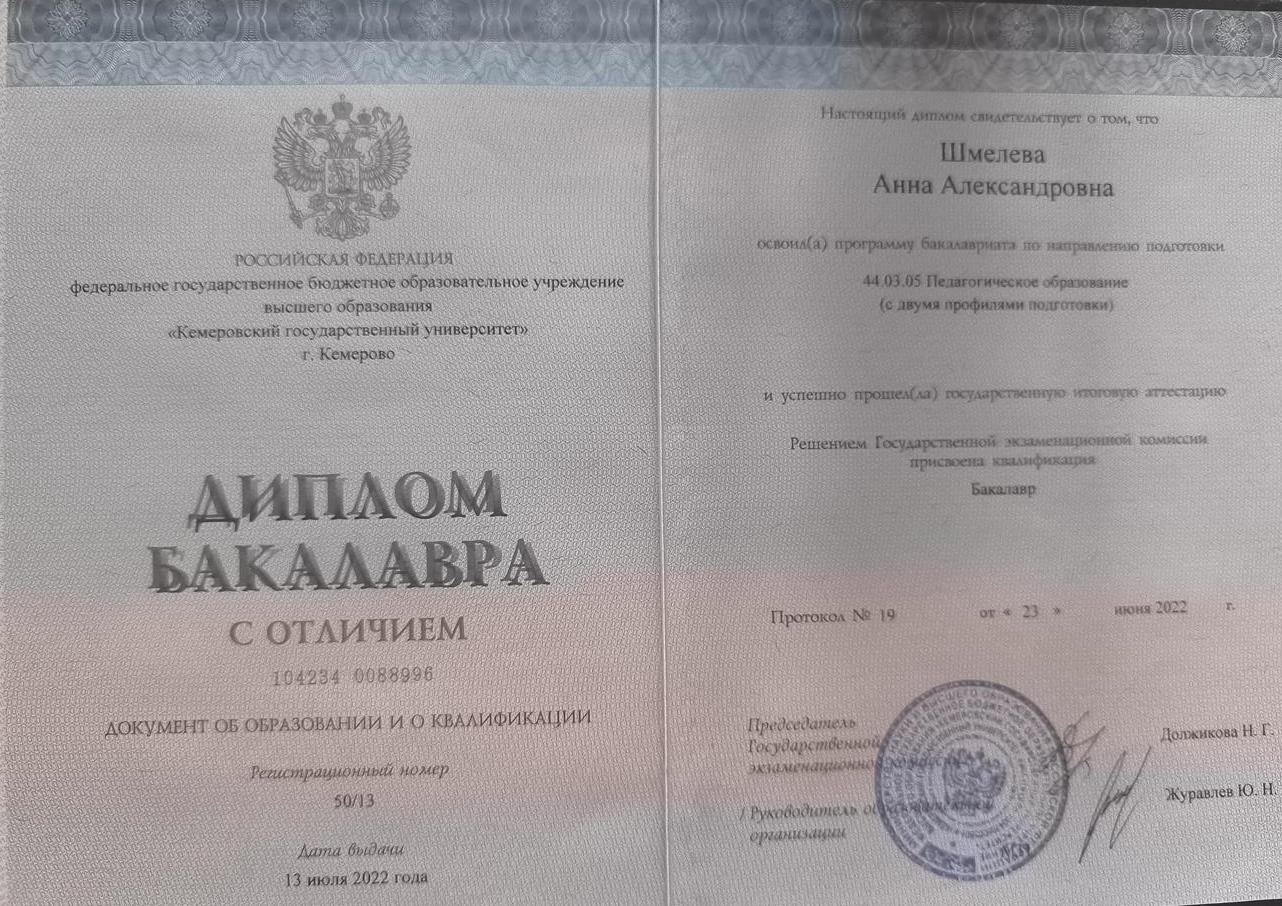 РОССИЙСКАЯ ФЕДЕРАЦИЯ
федеральное государственное бюджетное образовательное учреждение
высшего образования
«Кемеровский государственный университет»
г. Кемерово
ДИПЛОМ
БАКАЛАВРА
С ОТЛИЧИЕМ
104234 0088996
ДОКУМЕНТ ОБ ОБРАЗОВАНИИ И О КВАЛИФИКАЦИИ
Регистрационный номер
50/13
Дата выдачи
13 июля 2022 года
Настоящий диплом свидетельствует о том, что
Шмелева
Анна Александровна
освоил(а) программу бакалавриата по направлению подготовки
44.03.05 Педагогическое образование
(с двумя профилями подготовки)
и успешно прошел(ла) государственную итоговую аттестацию
Решением Государственной экзаменационной комиссии
присвоена квалификация
Бакалавр
Протокол № 19 от « 23 » июня 2022 г.
Председатель
Государственной
экзаменационной комиссии
Должикова Н. Г.
/ Руководитель образовательной
организации
Журавлев Ю. Н.